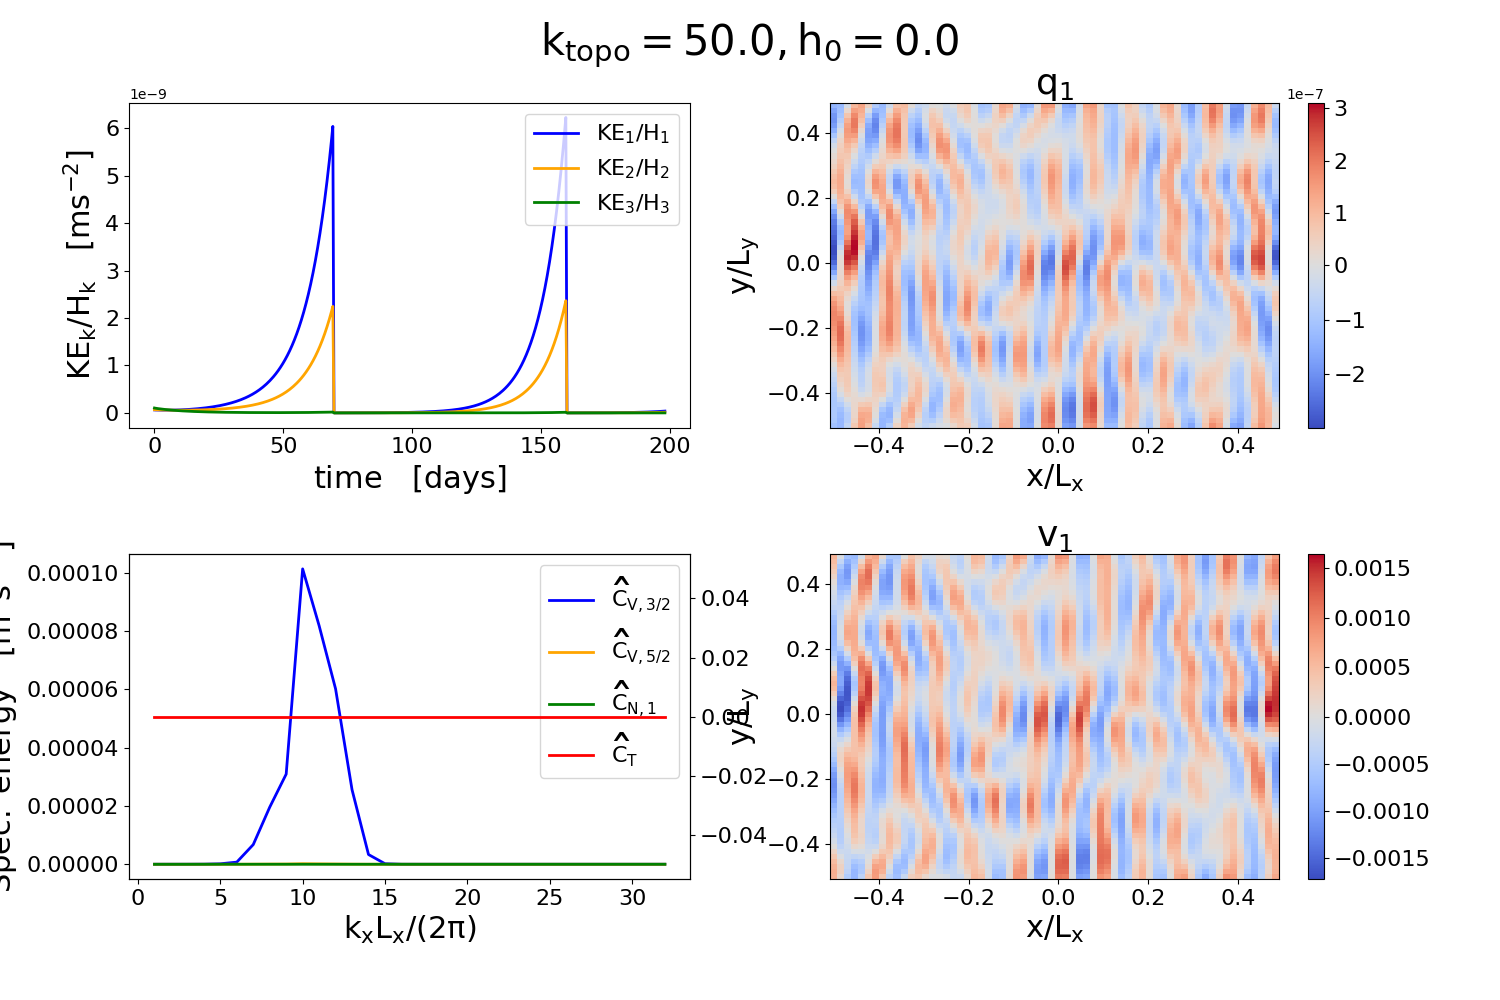 k_topo = 50.0, h_0 = 0.0
1e−9
6
5
4
3
2
1
0
KE_k/H_k [ms^−2]
KE_1/H_1
KE_2/H_2
KE_3/H_3
0 50 100 150 200
time [days]
q_1
0.4
0.2
0.0
−0.2
−0.4
y/L_y
−0.4 −0.2 0.0 0.2 0.4
x/L_x
1e−7
3
2
1
0
−1
−2
0.00010
0.00008
0.00006
0.00004
0.00002
0.00000
Spec. energy
Ĉ_V,3/2
Ĉ_V,5/2
Ĉ_N,1
Ĉ_T
0.04
0.02
0.00
−0.02
−0.04
0 5 10 15 20 25 30
k_xL_x/(2π)
v_1
0.4
0.2
0.0
−0.2
−0.4
y/L_y
−0.4 −0.2 0.0 0.2 0.4
x/L_x
0.0015
0.0010
0.0005
0.0000
−0.0005
−0.0010
−0.0015